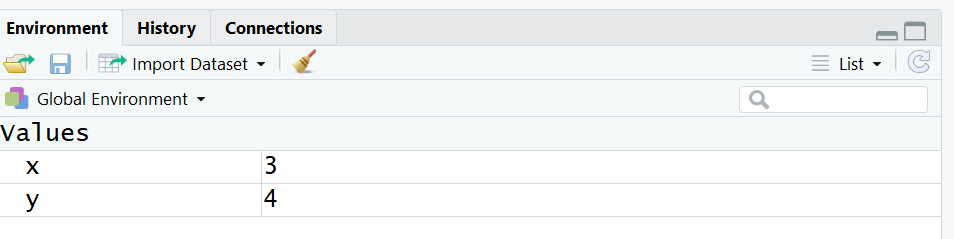 Environment History Connections
Import Dataset List
Global Environment
Values
x 3
y 4